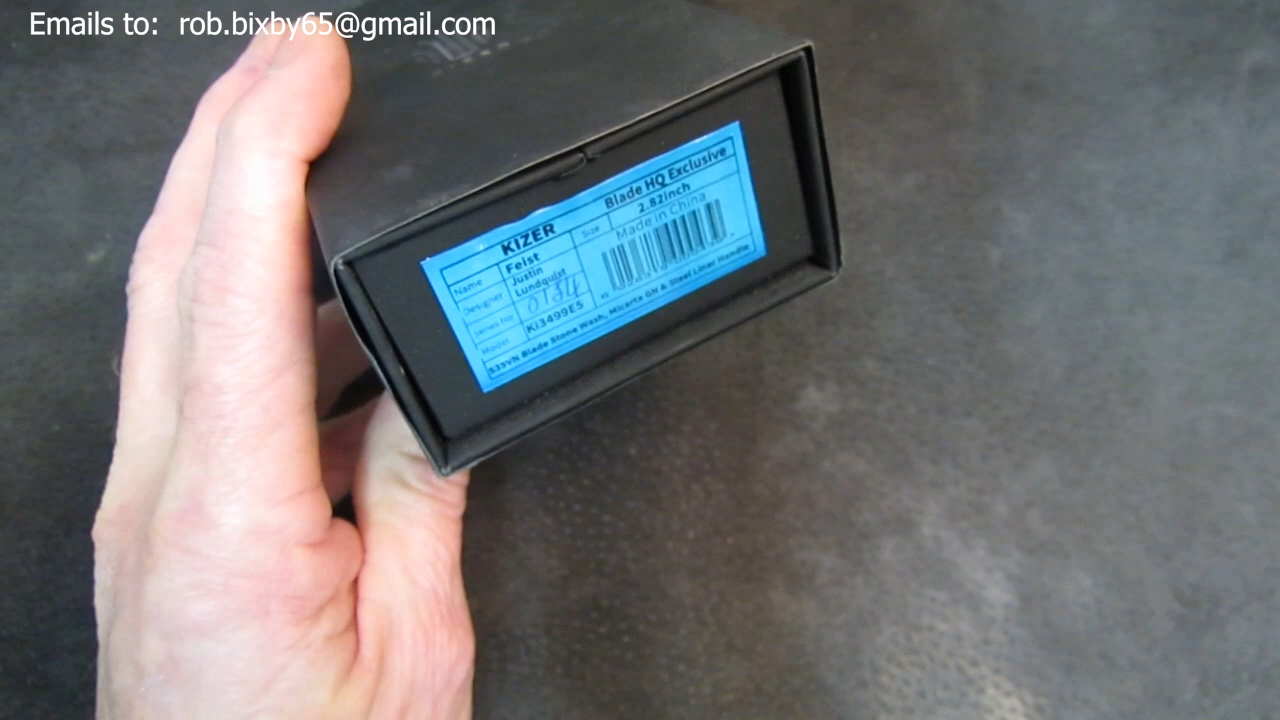 Emails to: rob.bixby65@gmail.com
KIZER Blade HQ Exclusive
Name Feist Size 2.82inch
Designer Justin Lundquist Made in China
Series No
Model Ki3499E5
S35VN Blade Stone Wash, Micarta GN & Steel Liner Handle